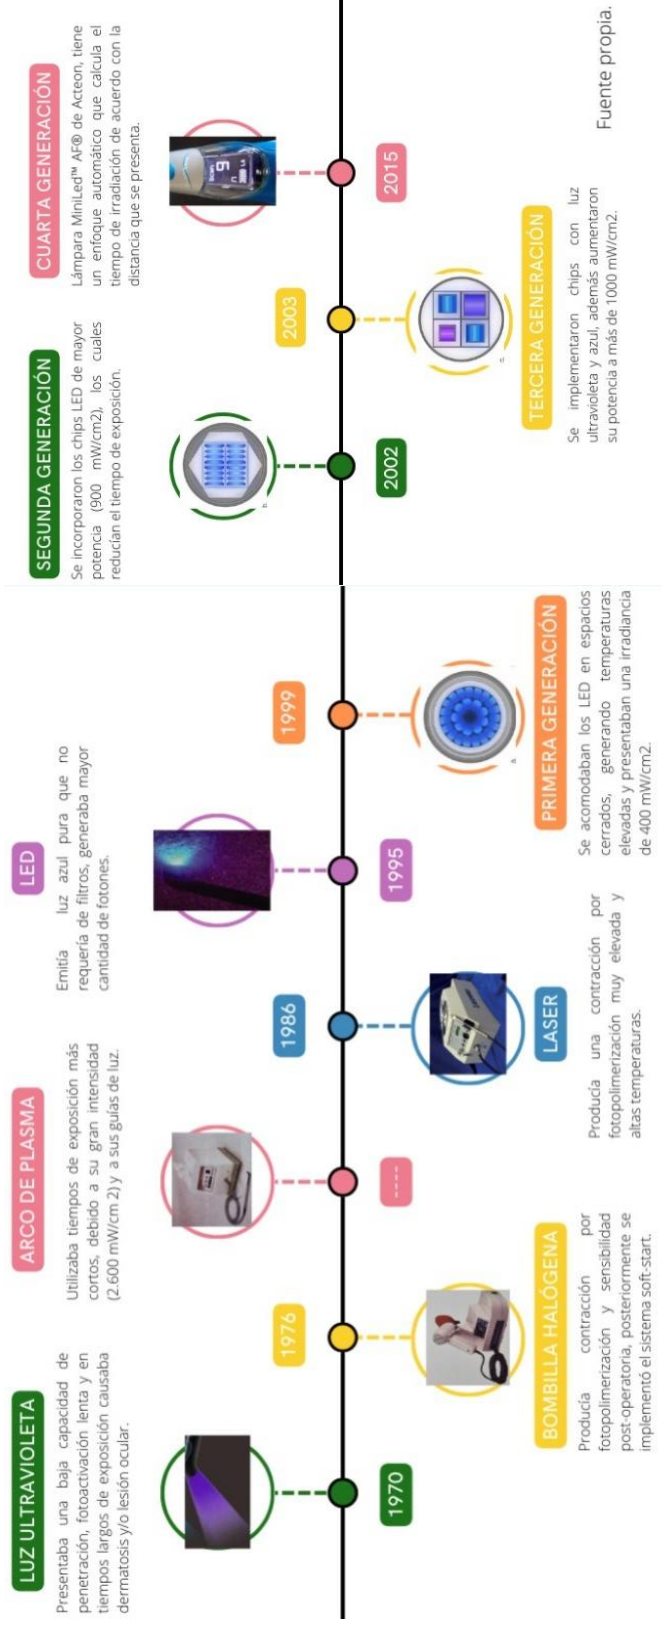 LUZ ULTRAVIOLETA
Presentaba una baja capacidad de
penetración, fotoactivación lenta y en
tiempos largos de exposición causaba
dermatosis y/o lesión ocular.
1970
1976
BOMBILLA HALÓGENA
Producía contracción por
fotopolimerización y sensibilidad
post-operatoria, posteriormente se
implementó el sistema soft-start.
ARCO DE PLASMA
Utilizaba tiempos de exposición más
cortos, debido a su gran intensidad
(2.600 mW/cm 2) y a sus guías de luz.
----
1986
LASER
Producía una contracción por
fotopolimerización muy elevada y
altas temperaturas.
LED
Emitía luz azul pura que no
requería de filtros, generaba mayor
cantidad de fotones.
1995
1999
PRIMERA GENERACIÓN
Se acomodaban los LED en espacios
cerrados, generando temperaturas
elevadas y presentaban una irradiancia
de 400 mW/cm2.
SEGUNDA GENERACIÓN
Se incorporaron los chips LED de mayor
potencia (900 mW/cm2), los cuales
reducían el tiempo de exposición.
2002
2003
TERCERA GENERACIÓN
Se implementaron chips con luz
ultravioleta y azul, además aumentaron
su potencia a más de 1000 mW/cm2.
CUARTA GENERACIÓN
Lámpara MiniLed™ AF® de Acteon, tiene
un enfoque automático que calcula el
tiempo de irradiación de acuerdo con la
distancia que se presenta.
2015
Fuente propia.